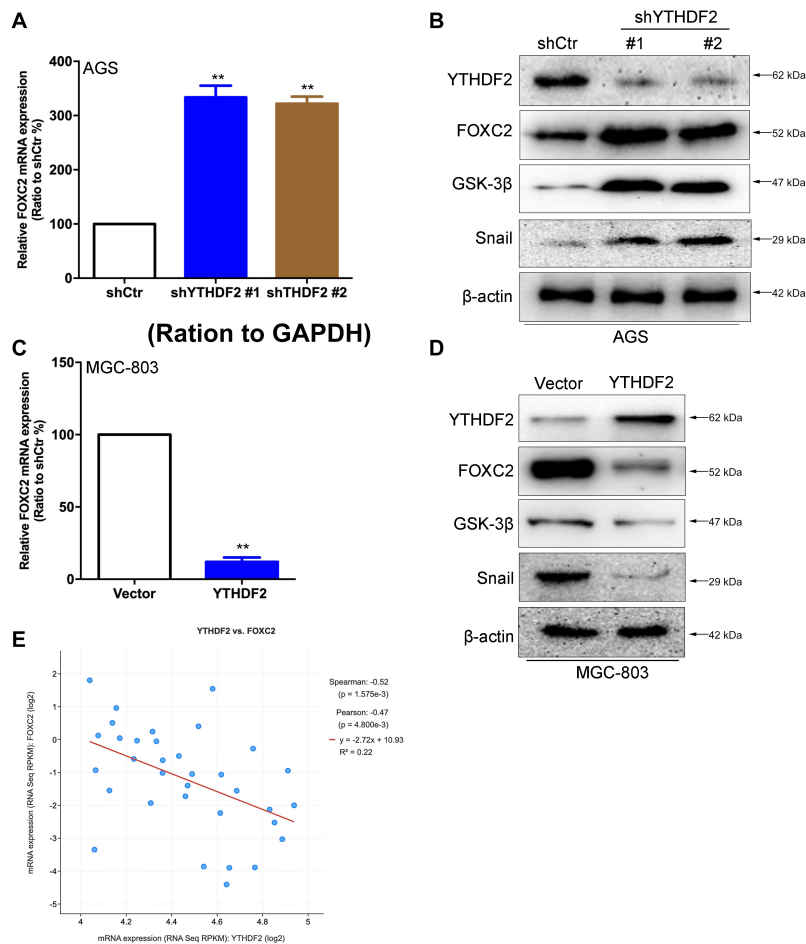 A
AGS
Relative FOXC2 mRNA expression
(Ratio to shCtr %)
400
300
200
100
0
**
**
shCtr
shYTHDF2 #1
shTHDF2 #2
B
shYTHDF2
shCtr
#1
#2
YTHDF2
62 kDa
FOXC2
52 kDa
GSK-3β
47 kDa
Snail
29 kDa
β-actin
42 kDa
AGS
(Ration to GAPDH)
C
MGC-803
Relative FOXC2 mRNA expression
(Ratio to shCtr %)
150
100
50
0
**
Vector
YTHDF2
D
Vector
YTHDF2
YTHDF2
62 kDa
FOXC2
52 kDa
GSK-3β
47 kDa
Snail
29 kDa
β-actin
42 kDa
MGC-803
E
YTHDF2 vs. FOXC2
mRNA expression (RNA Seq RPKM): FOXC2 (log2)
2
1
0
-1
-2
-3
-4
-5
4
4.2
4.4
4.6
4.8
5
mRNA expression (RNA Seq RPKM): YTHDF2 (log2)
Spearman: -0.52
(p = 1.575e-3)
Pearson: -0.47
(p = 4.800e-3)
y = -2.72x + 10.93
R² = 0.22